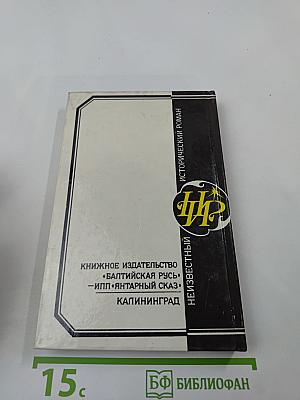 КНИЖНОЕ ИЗДАТЕЛЬСТВО
«БАЛТИЙСКАЯ РУСЬ»
—ИПП«ЯНТАРНЫЙ СКАЗ»
КАЛИНИНГРАД
НЕИЗВЕСТНЫЙ
НИР
ИСТОРИЧЕСКИЙ РОМАН
15с
БФ БИБЛИОФАН